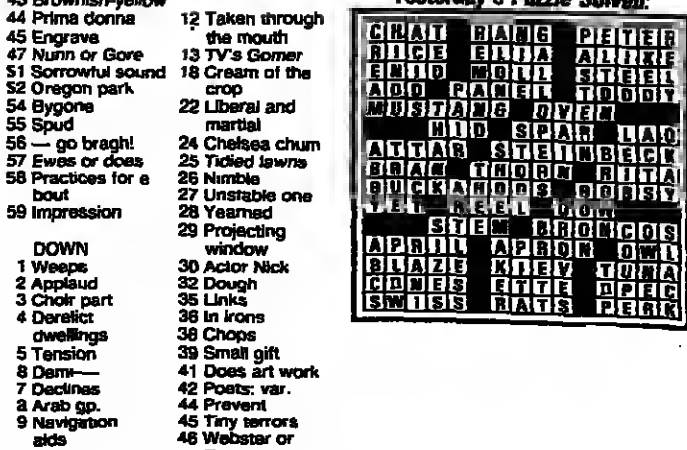 43 Brownish-yellow
44 Prima donna
45 Engrave
47 Nunn or Gore
51 Sorrowful sound
52 Oregon park
54 Bygone
55 Spud
56 — go bragh!
57 Ewes or does
58 Practices for a
bout
59 Impression
DOWN
1 Weeps
2 Applaud
3 Choir part
4 Derelict
dwellings
5 Tension
6 Demi—
7 Declines
8 Arab gp.
9 Navigation
aids
12 Taken through
the mouth
13 TV's Gomer
18 Cream of the
crop
22 Liberal and
martial
24 Chelsea chum
25 Tidied lawns
26 Nimble
27 Unstable one
28 Yearned
29 Projecting
window
30 Actor Nick
32 Dough
35 Links
36 In irons
38 Chops
39 Small gift
41 Does art work
42 Poets: var.
44 Prevent
45 Tiny terrors
46 Webster or
Yesterday's Puzzle Solved:
CHAT RANG PETER
RICE ELIA ALIKE
ENID MOLL STEEL
ADO PANEL TODDY
MUSTANG OVEN
HID SPAR LAO
ATTAR STEINBECK
BRAN THORN RITA
BUCKAROOS
YET REEL DOW
STEM BRONCOS
APRIL APRON OWL
BLAZE KIEV TUNA
CONES ETTE OPEC
SWISS RATS PERK